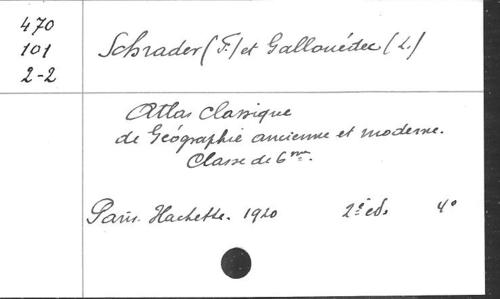 470
101
2-2
Schrader (F.) et Gallouédec (L.)
Atlas classique
de Géographie ancienne et moderne.
Classe de 6me.
Paris. Hachette. 1920 2e éd. 4°